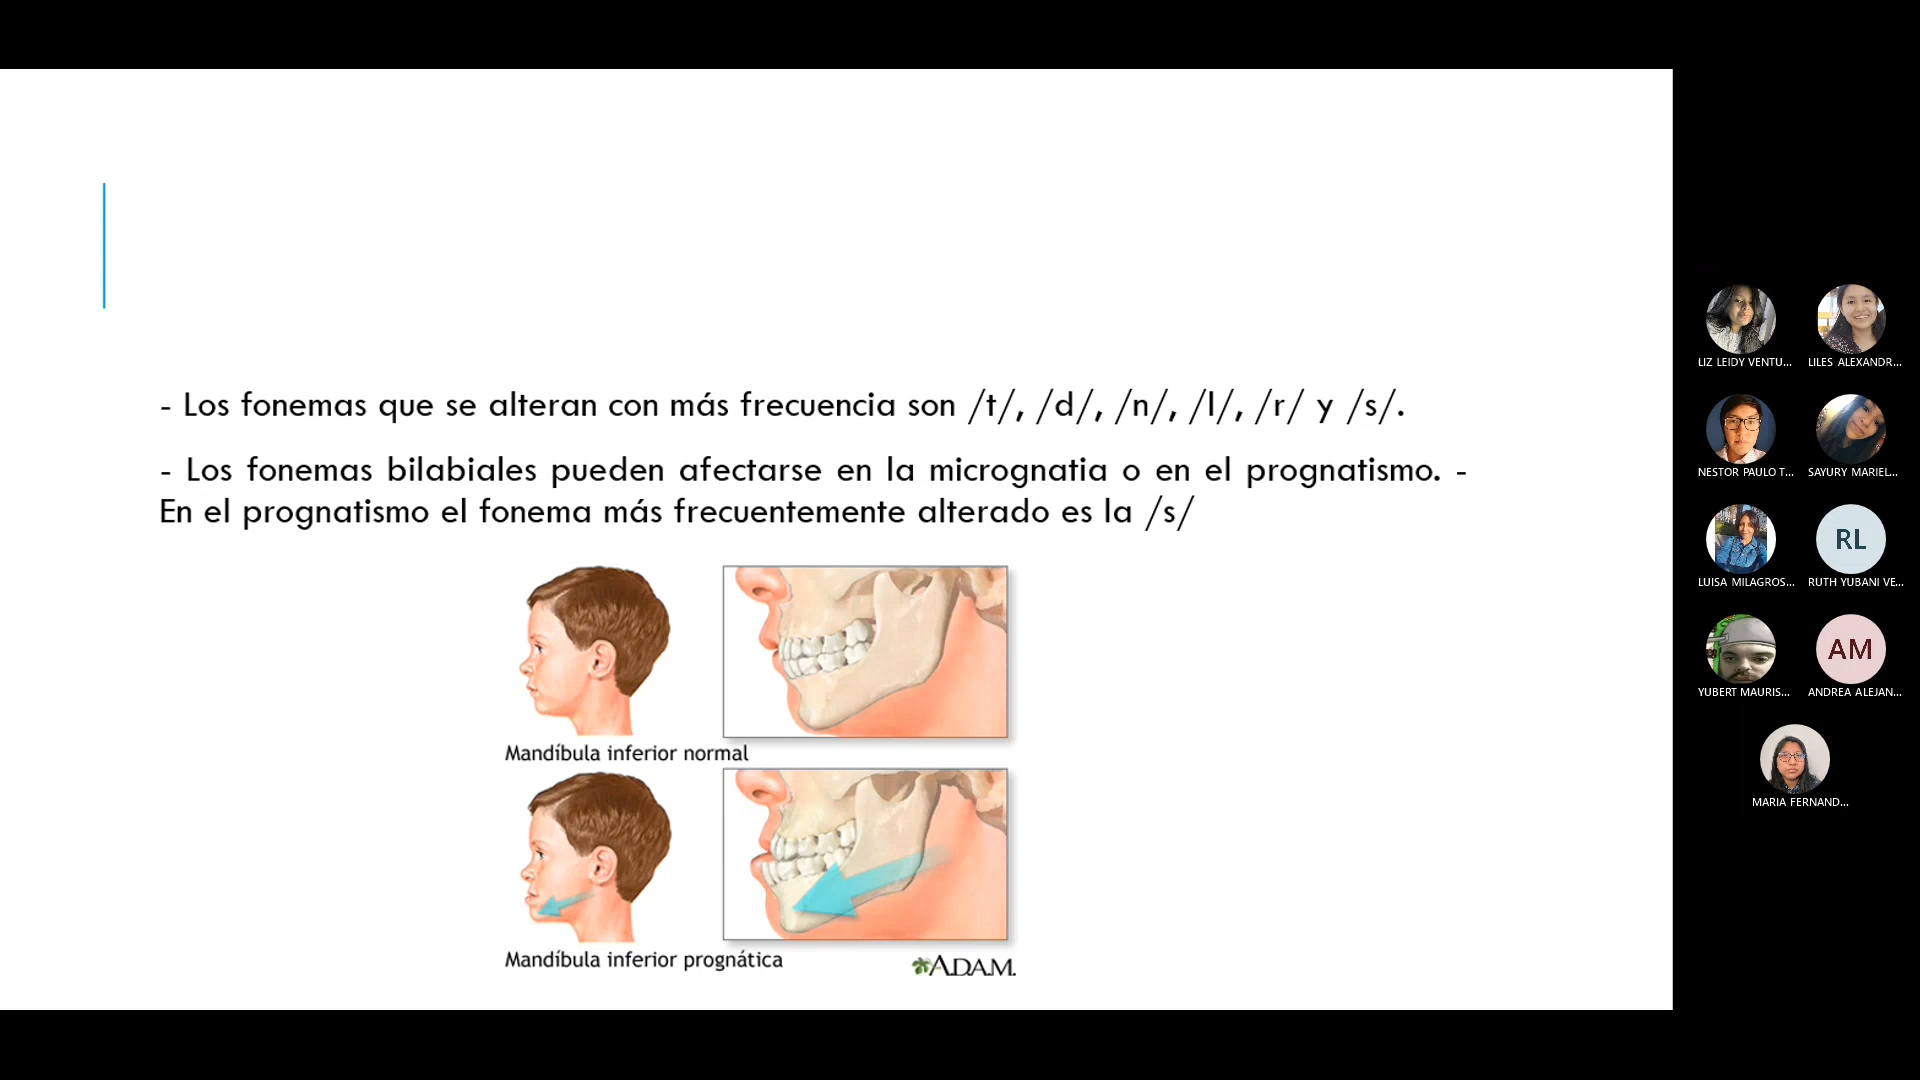 - Los fonemas que se alteran con más frecuencia son /t/, /d/, /n/, /l/, /r/ y /s/.
- Los fonemas bilabiales pueden afectarse en la micrognatia o en el prognatismo. -
En el prognatismo el fonema más frecuentemente alterado es la /s/
Mandíbula inferior normal
Mandíbula inferior prognática
A.D.A.M.
LIZ LEIDY VENTU...
LILES ALEXANDR...
NESTOR PAULO T...
SAYURY MARIEL...
LUISA MILAGROS...
RL
RUTH YUBANI VE...
YUBERT MAURIS...
AM
ANDREA ALEJAN...
MARIA FERNAND...